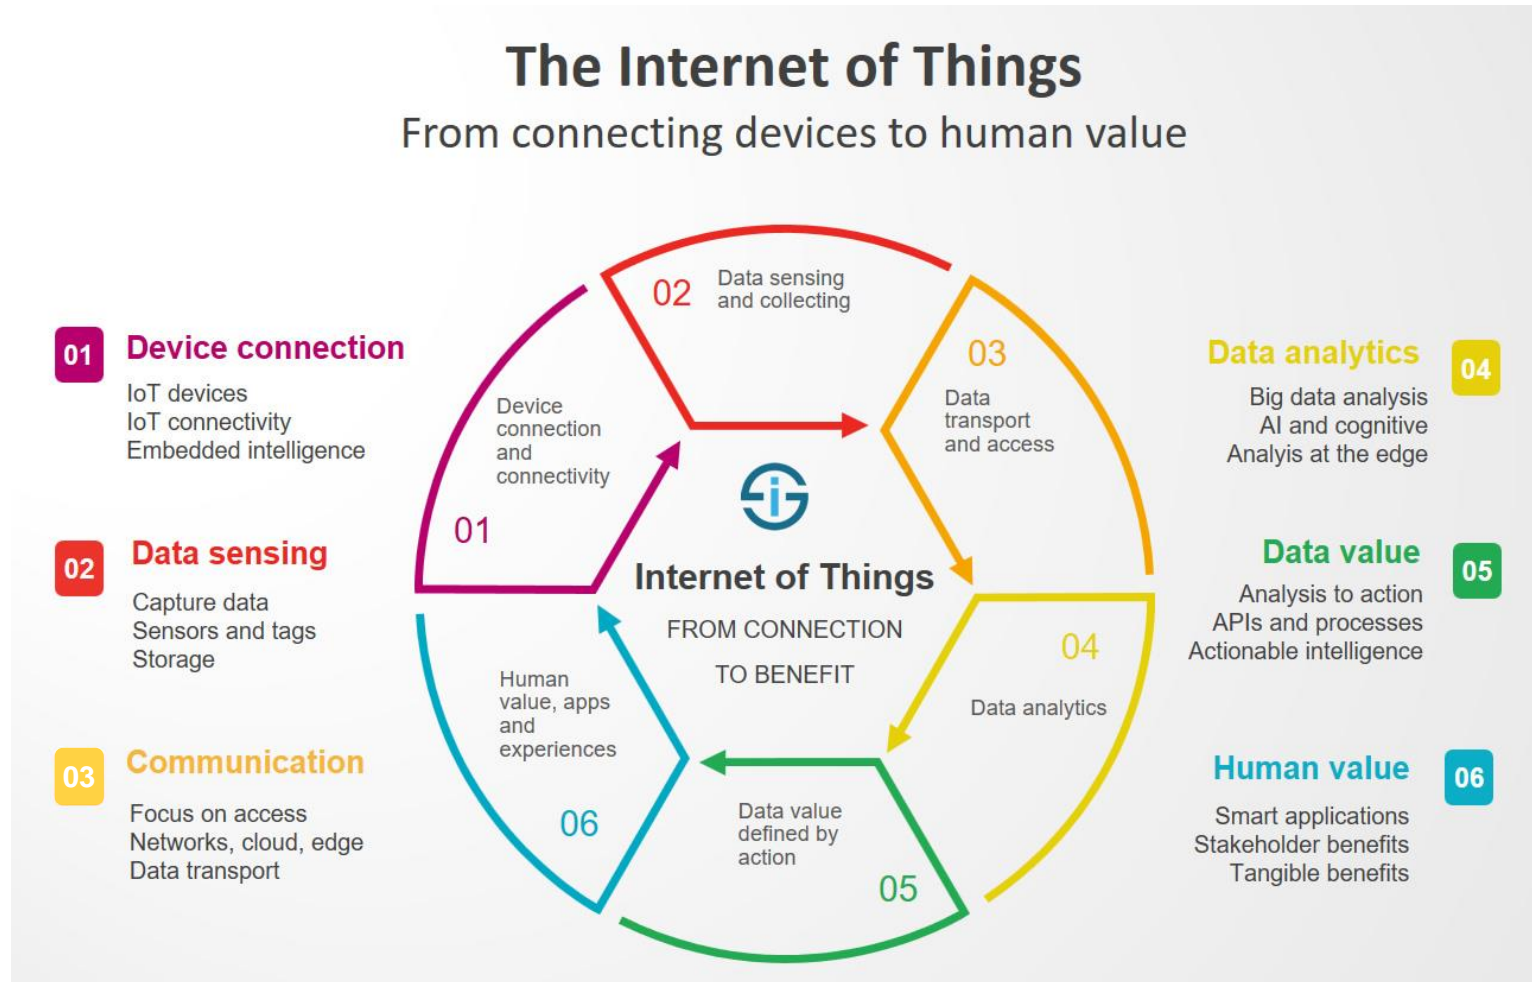 The Internet of Things
From connecting devices to human value
01
Device connection
IoT devices
IoT connectivity
Embedded intelligence
02
Data sensing
Capture data
Sensors and tags
Storage
03
Communication
Focus on access
Networks, cloud, edge
Data transport
01
Device
connection
and
connectivity
02
Data sensing
and collecting
03
Data
transport
and access
04
Data analytics
05
Data value
defined by
action
06
Human
value, apps
and
experiences
i
Internet of Things
FROM CONNECTION
TO BENEFIT
Data analytics
04
Big data analysis
AI and cognitive
Analyis at the edge
Data value
05
Analysis to action
APIs and processes
Actionable intelligence
Human value
06
Smart applications
Stakeholder benefits
Tangible benefits